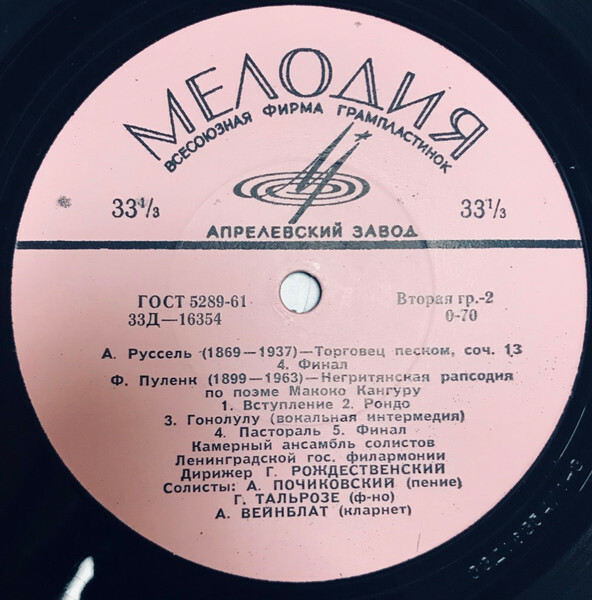 МЕЛОДИЯ
ВСЕСОЮЗНАЯ ФИРМА ГРАМПЛАСТИНОК
33⅓ 33⅓
АПРЕЛЕВСКИЙ ЗАВОД
ГОСТ 5289-61 Вторая гр.-2
33Д—16354 0-70
А. Руссель (1869—1937)—Торговец песком, соч. 13
4. Финал
Ф. Пуленк (1899—1963)—Негритянская рапсодия
по поэме Макоко Кангуру
1. Вступление 2. Рондо
3. Гонолулу (вокальная интермедия)
4. Пастораль 5. Финал
Камерный ансамбль солистов
Ленинградской гос. филармонии
Дирижер Г. РОЖДЕСТВЕНСКИЙ
Солисты: А. ПОЧИКОВСКИЙ (пение)
Г. ТАЛЬРОЗЕ (ф-но)
А. ВЕЙНБЛАТ (кларнет)